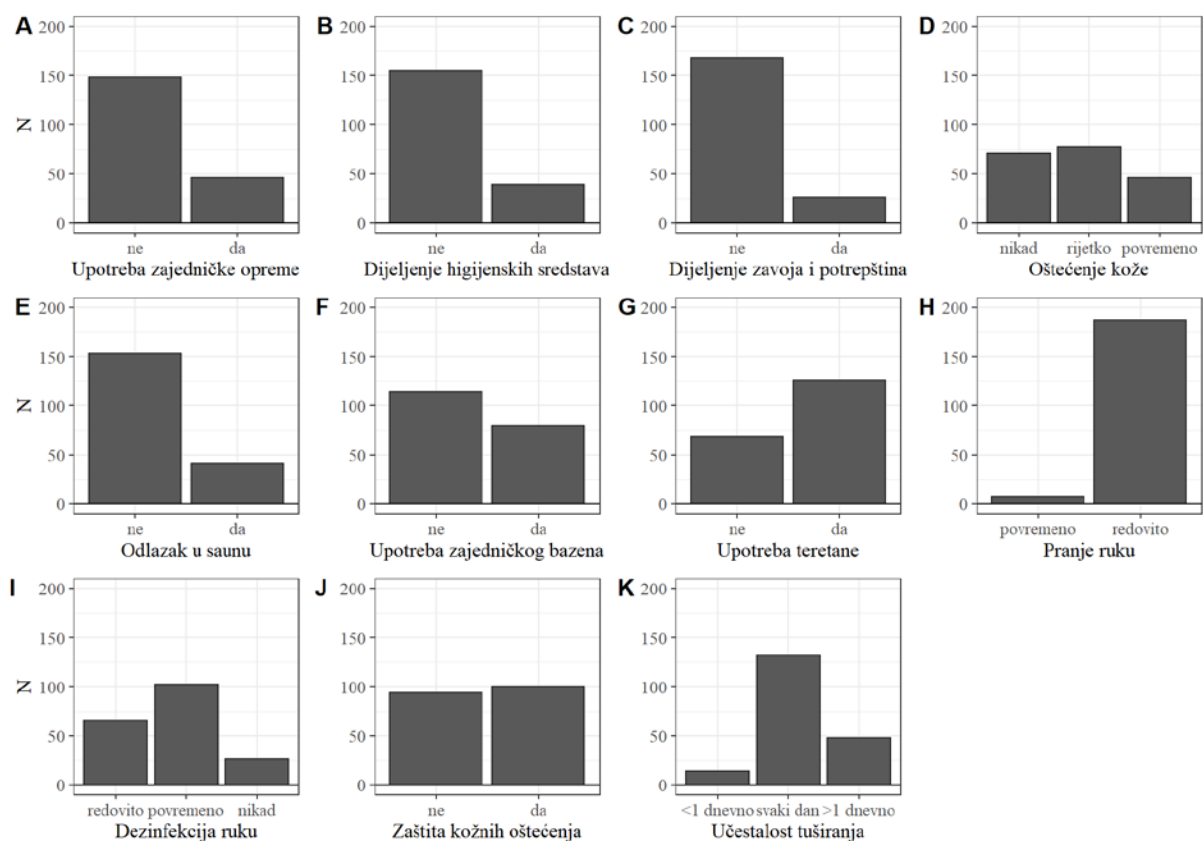 A
B
C
D
200
150
100
50
0
N
ne da
Upotreba zajedničke opreme
200
150
100
50
0
ne da
Dijeljenje higijenskih sredstava
200
150
100
50
0
ne da
Dijeljenje zavoja i potrepština
200
150
100
50
0
nikad rijetko povremeno
Oštećenje kože
E
F
G
H
200
150
100
50
0
N
ne da
Odlazak u saunu
200
150
100
50
0
ne da
Upotreba zajedničkog bazena
200
150
100
50
0
ne da
Upotreba teretane
200
150
100
50
0
povremeno redovito
Pranje ruku
I
J
K
200
150
100
50
0
N
redovito povremeno nikad
Dezinfekcija ruku
200
150
100
50
0
ne da
Zaštita kožnih oštećenja
200
150
100
50
0
<1 dnevno svaki dan >1 dnevno
Učestalost tuširanja